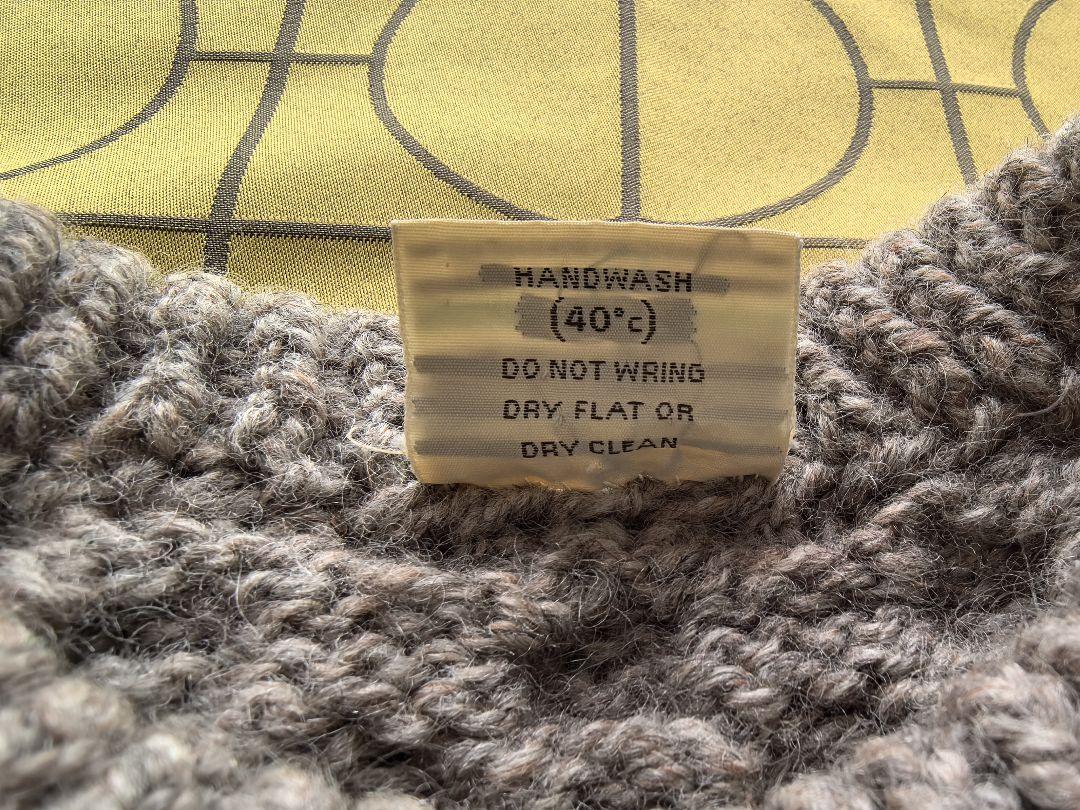 HANDWASH
(40°c)
DO NOT WRING
DRY FLAT OR
DRY CLEAN